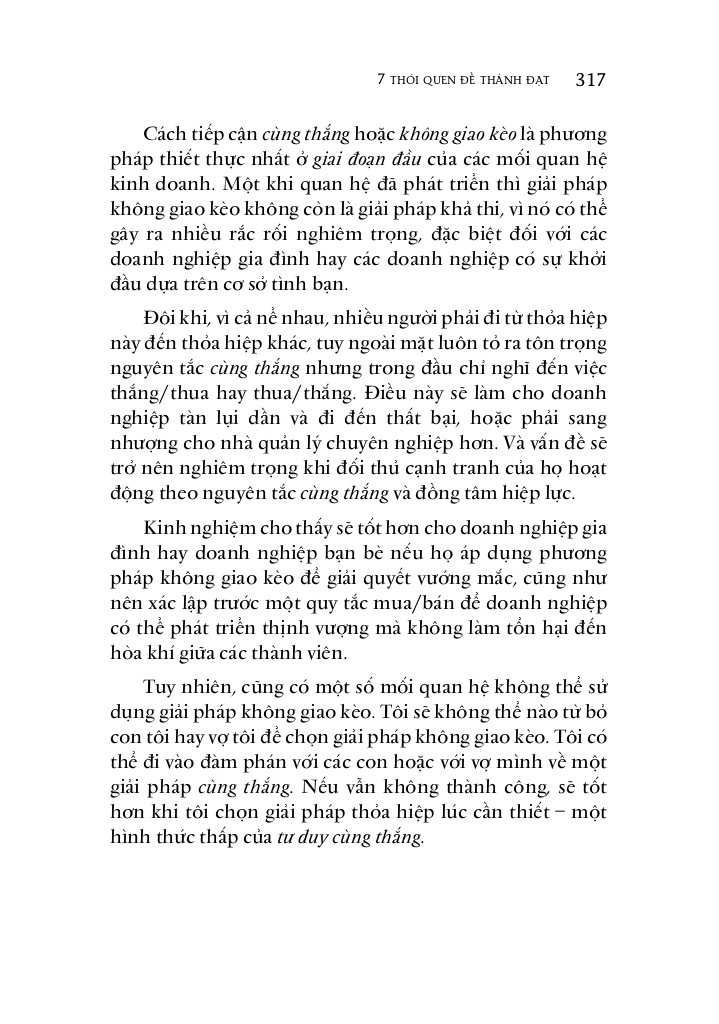 7 THÓI QUEN ĐỂ THÀNH ĐẠT 317
Cách tiếp cận cùng thắng hoặc không giao kèo là phương
pháp thiết thực nhất ở giai đoạn đầu của các mối quan hệ
kinh doanh. Một khi quan hệ đã phát triển thì giải pháp
không giao kèo không còn là giải pháp khả thi, vì nó có thể
gây ra nhiều rắc rối nghiêm trọng, đặc biệt đối với các
doanh nghiệp gia đình hay các doanh nghiệp có sự khởi
đầu dựa trên cơ sở tình bạn.
Đôi khi, vì cả nể nhau, nhiều người phải đi từ thỏa hiệp
này đến thỏa hiệp khác, tuy ngoài mặt luôn tỏ ra tôn trọng
nguyên tắc cùng thắng nhưng trong đầu chỉ nghĩ đến việc
thắng/thua hay thua/thắng. Điều này sẽ làm cho doanh
nghiệp tàn lụi dần và đi đến thất bại, hoặc phải sang
nhượng cho nhà quản lý chuyên nghiệp hơn. Và vấn đề sẽ
trở nên nghiêm trọng khi đối thủ cạnh tranh của họ hoạt
động theo nguyên tắc cùng thắng và đồng tâm hiệp lực.
Kinh nghiệm cho thấy sẽ tốt hơn cho doanh nghiệp gia
đình hay doanh nghiệp bạn bè nếu họ áp dụng phương
pháp không giao kèo để giải quyết vướng mắc, cũng như
nên xác lập trước một quy tắc mua/bán để doanh nghiệp
có thể phát triển thịnh vượng mà không làm tổn hại đến
hòa khí giữa các thành viên.
Tuy nhiên, cũng có một số mối quan hệ không thể sử
dụng giải pháp không giao kèo. Tôi sẽ không thể nào từ bỏ
con tôi hay vợ tôi để chọn giải pháp không giao kèo. Tôi có
thể đi vào đàm phán với các con hoặc với vợ mình về một
giải pháp cùng thắng. Nếu vẫn không thành công, sẽ tốt
hơn khi tôi chọn giải pháp thỏa hiệp lúc cần thiết – một
hình thức thấp của tư duy cùng thắng.